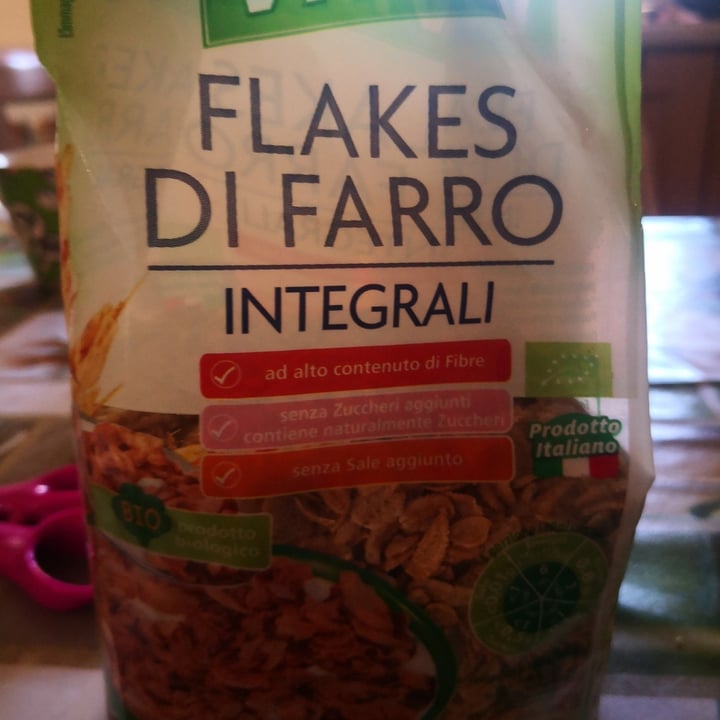 FLAKES
DI FARRO
INTEGRALI
ad alto contenuto di Fibre
senza Zuccheri aggiunti
contiene naturalmente Zuccheri
senza Sale aggiunto
Prodotto
Italiano
BIO
prodotto
biologico